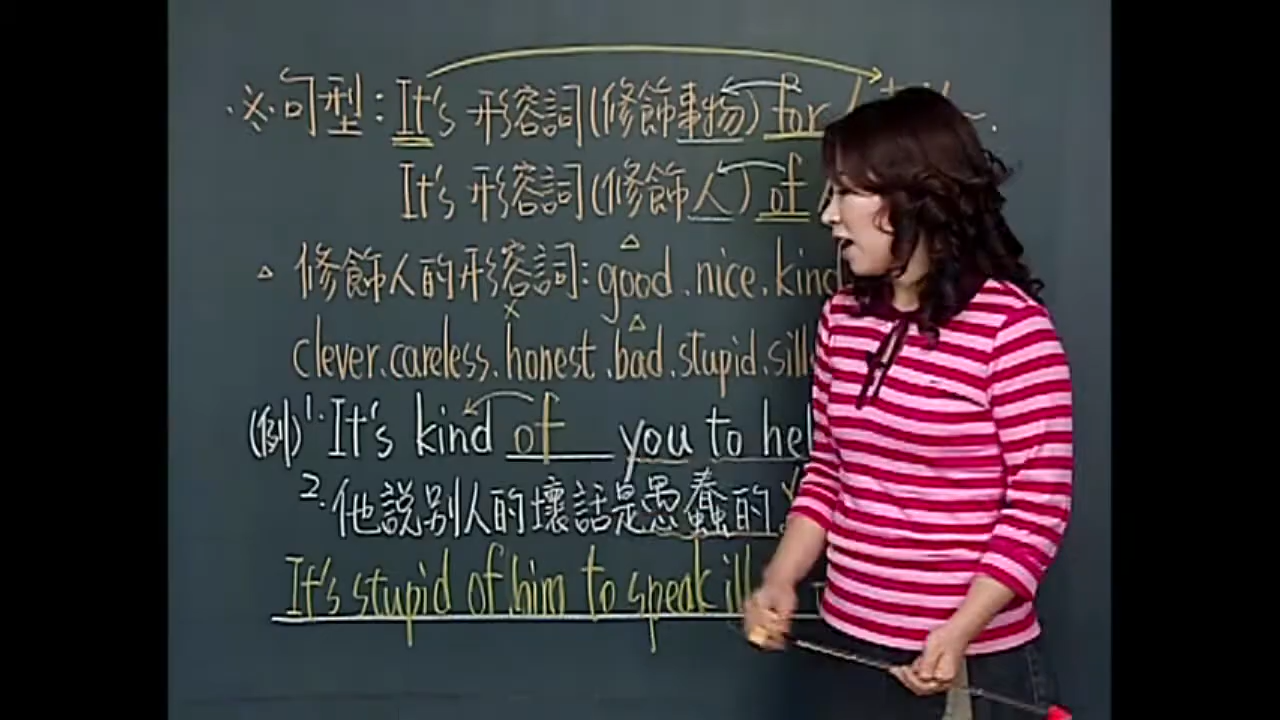 ※句型:It's 形容詞(修飾事物) for
It's 形容詞(修飾人) of
△ 修飾人的形容詞:good.nice.kind
clever.careless.honest.bad.stupid.sill
(例) 1. It's kind of you to hel
2. 他說別人的壞話是愚蠢的。
It's stupid of him to speak ill